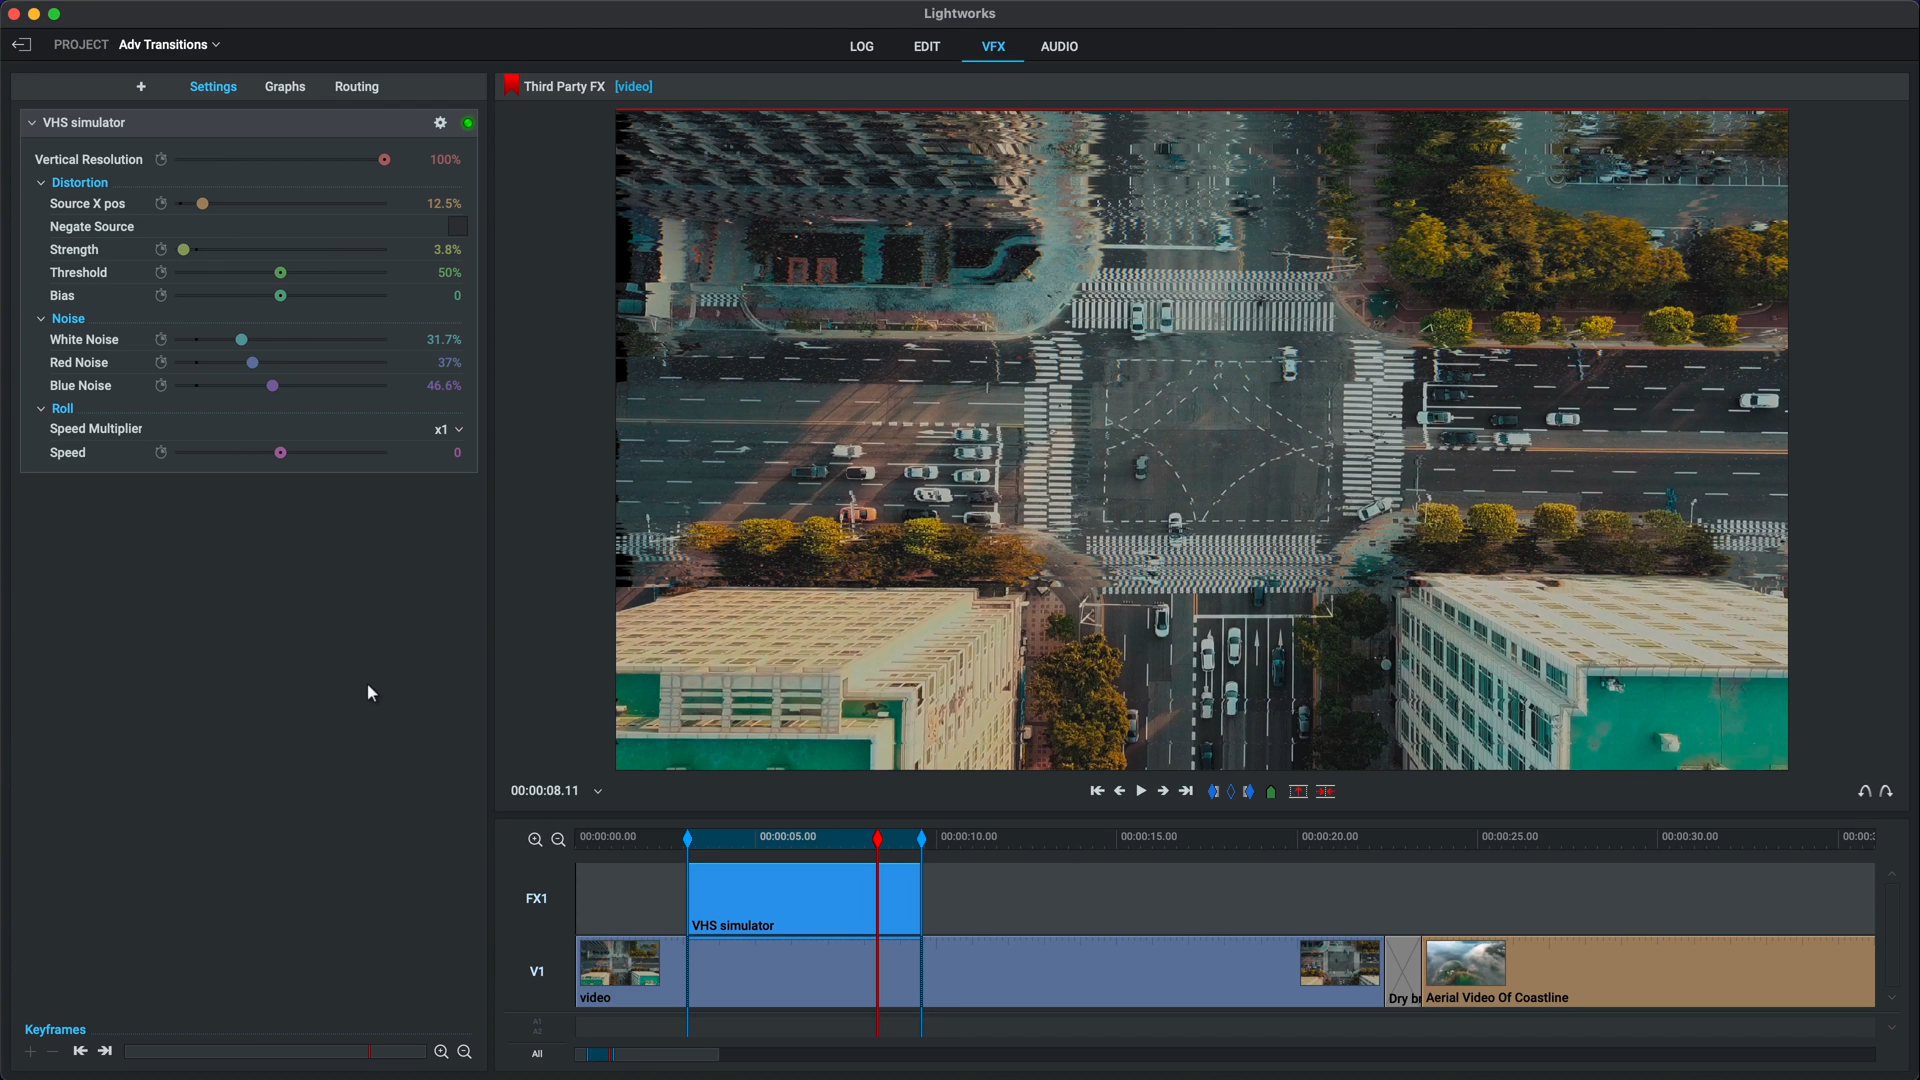 Lightworks
PROJECT Adv Transitions
LOG EDIT VFX AUDIO
+ Settings Graphs Routing
Third Party FX [video]
VHS simulator
Vertical Resolution 100%
Distortion
Source X pos 12.5%
Negate Source
Strength 3.8%
Threshold 50%
Bias 0
Noise
White Noise 31.7%
Red Noise 37%
Blue Noise 46.6%
Roll
Speed Multiplier x1
Speed 0
00:00:08.11
00:00:00.00 00:00:05.00 00:00:10.00 00:00:15.00 00:00:20.00 00:00:25.00 00:00:30.00 00:00:
FX1
VHS simulator
V1
video
Dry b
Aerial Video Of Coastline
A1
A2
All
Keyframes